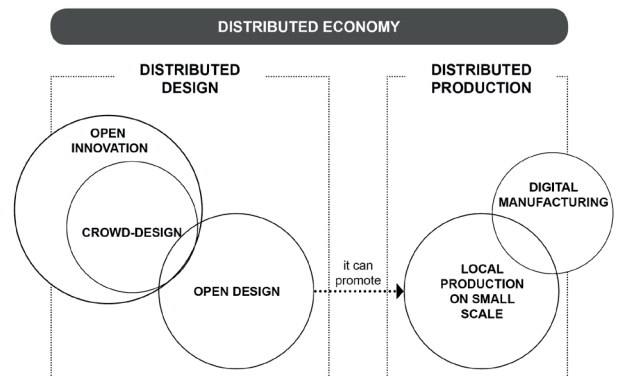 DISTRIBUTED ECONOMY
DISTRIBUTED
DESIGN
DISTRIBUTED
PRODUCTION
OPEN
INNOVATION
CROWD-DESIGN
OPEN DESIGN
it can
promote
DIGITAL
MANUFACTURING
LOCAL
PRODUCTION
ON SMALL
SCALE